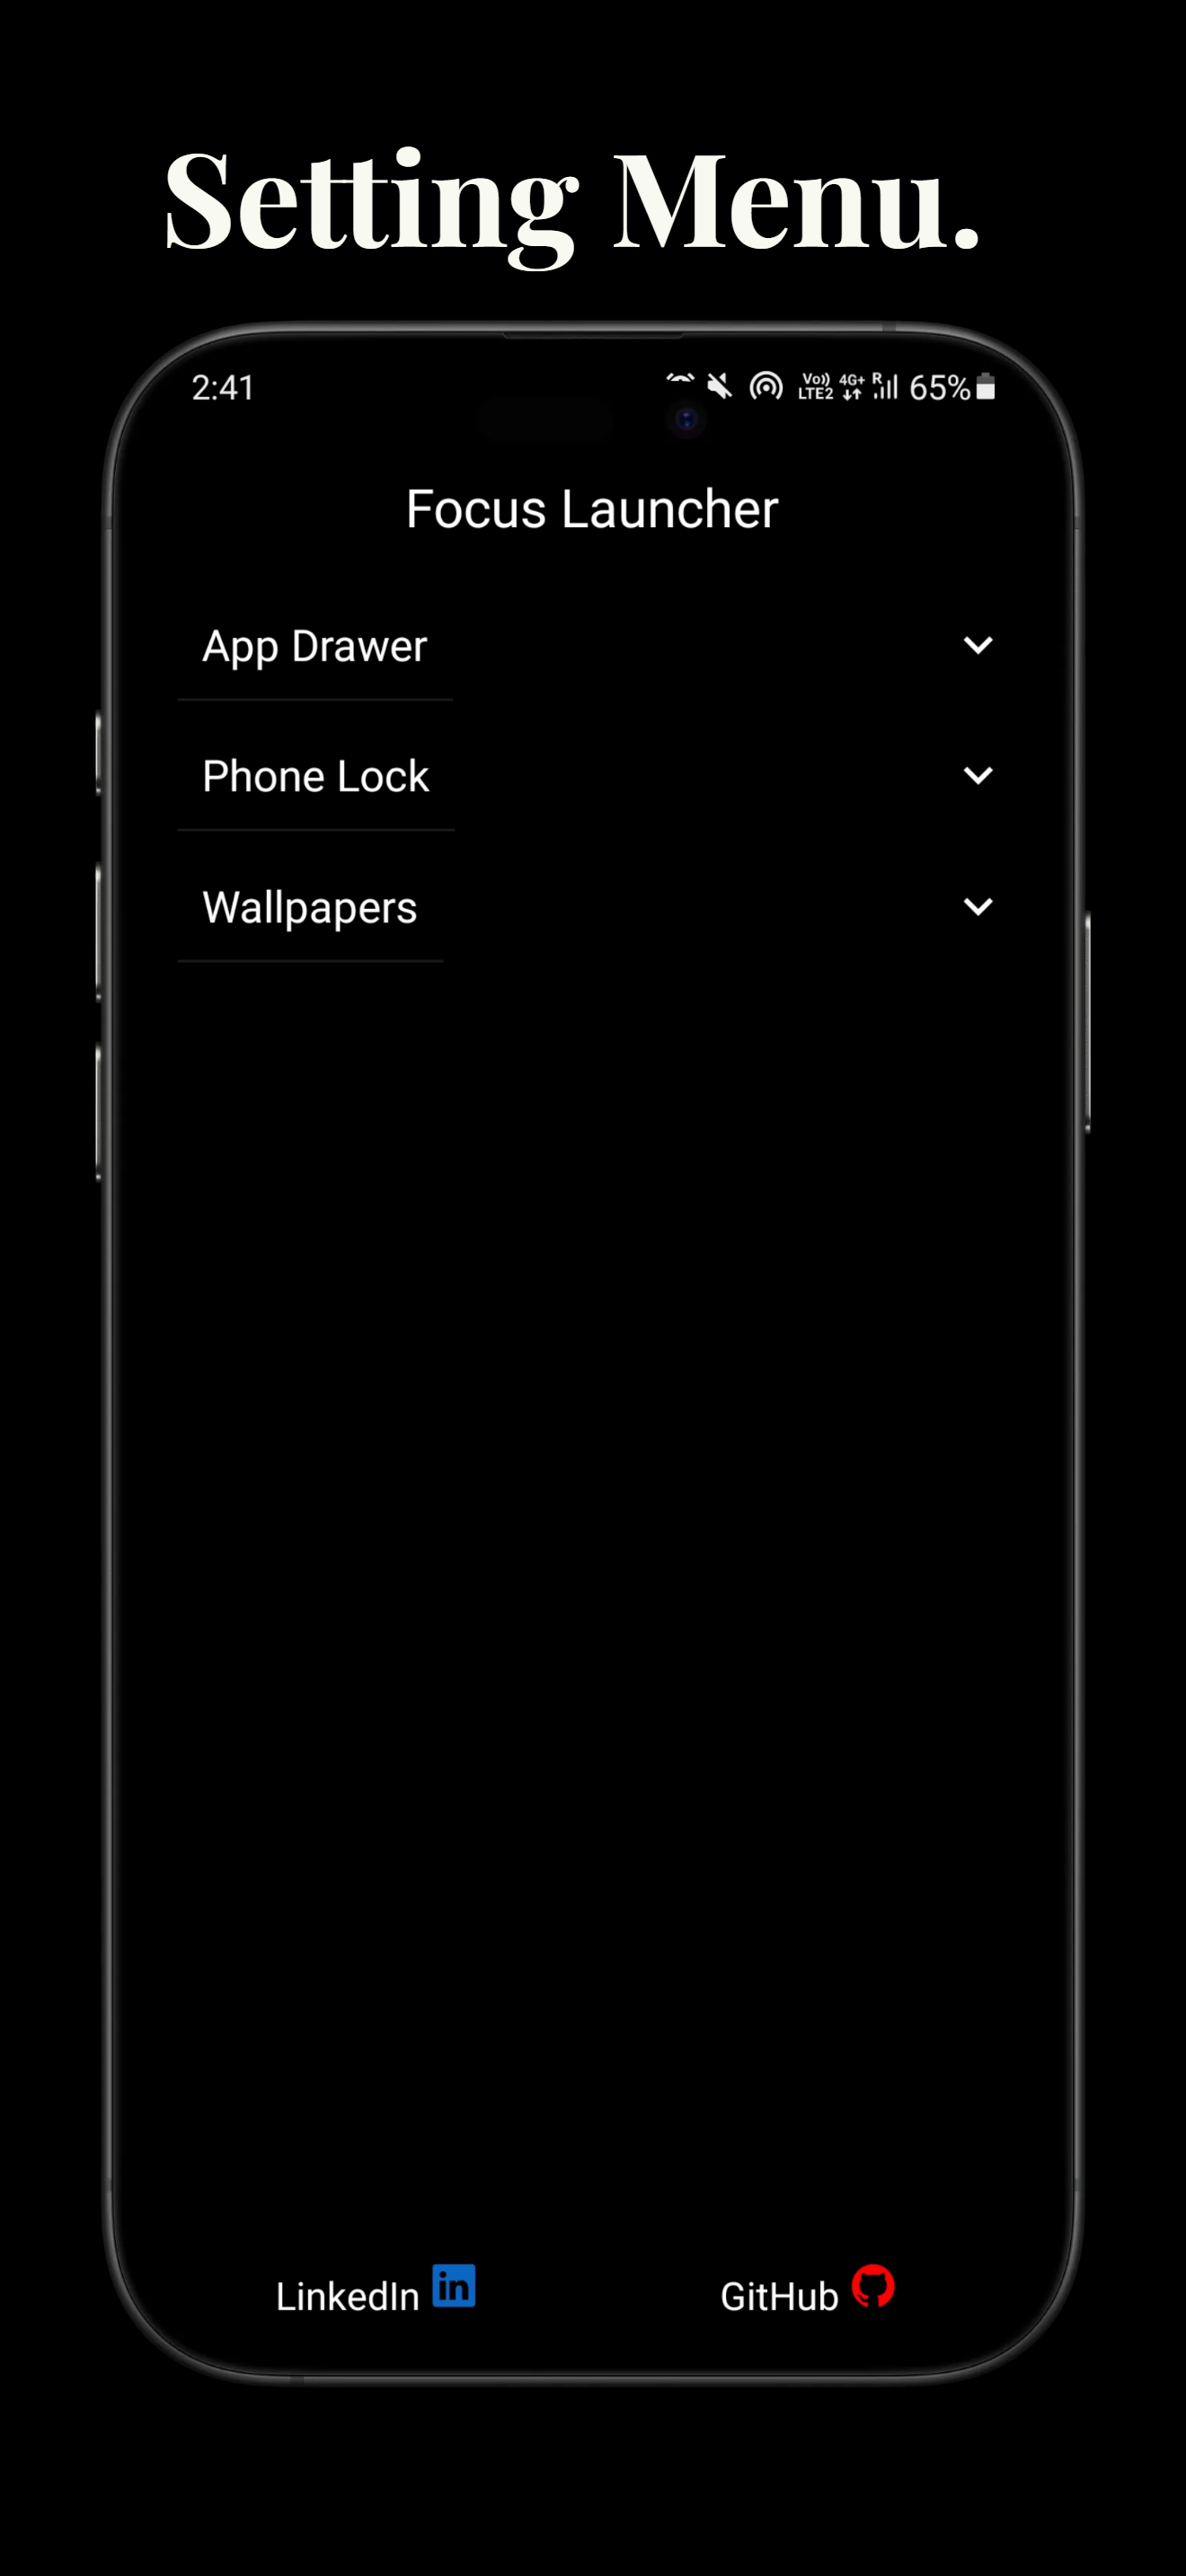 Setting Menu.
2:41 Vo)) LTE2 4G+ R 65%
Focus Launcher
App Drawer
Phone Lock
Wallpapers
LinkedIn in GitHub